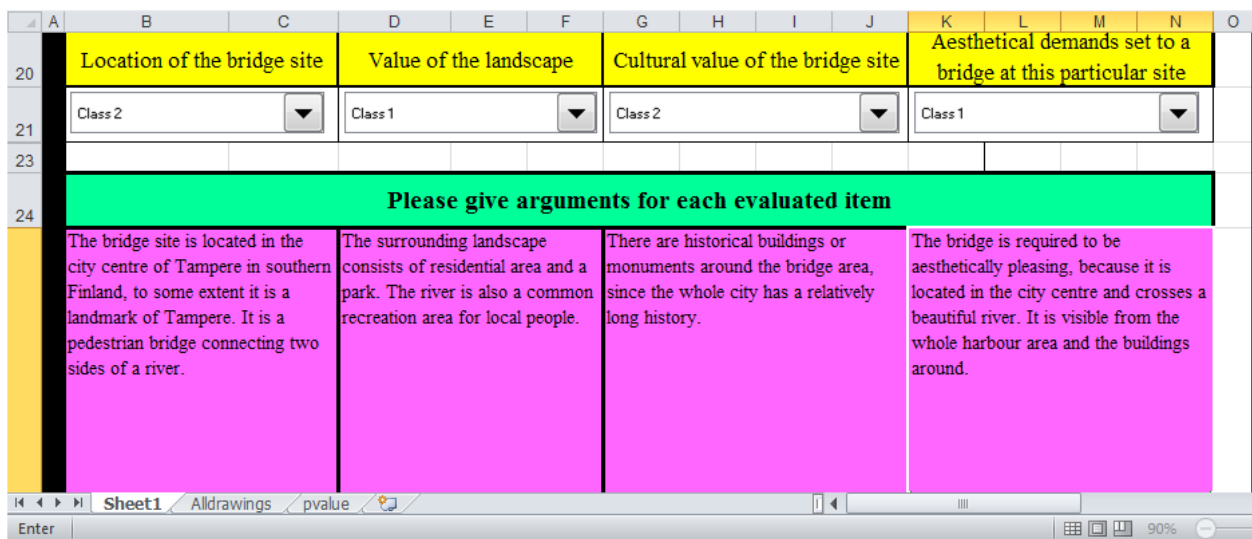 A B C D E F G H I J K L M N O
20 Location of the bridge site Value of the landscape Cultural value of the bridge site Aesthetical demands set to a
bridge at this particular site
21 Class 2 Class 1 Class 2 Class 1
23
24 Please give arguments for each evaluated item
The bridge site is located in the
city centre of Tampere in southern
Finland, to some extent it is a
landmark of Tampere. It is a
pedestrian bridge connecting two
sides of a river.
The surrounding landscape
consists of residential area and a
park. The river is also a common
recreation area for local people.
There are historical buildings or
monuments around the bridge area,
since the whole city has a relatively
long history.
The bridge is required to be
aesthetically pleasing, because it is
located in the city centre and crosses a
beautiful river. It is visible from the
whole harbour area and the buildings
around.
Sheet1 Alldrawings pvalue
Enter 90%